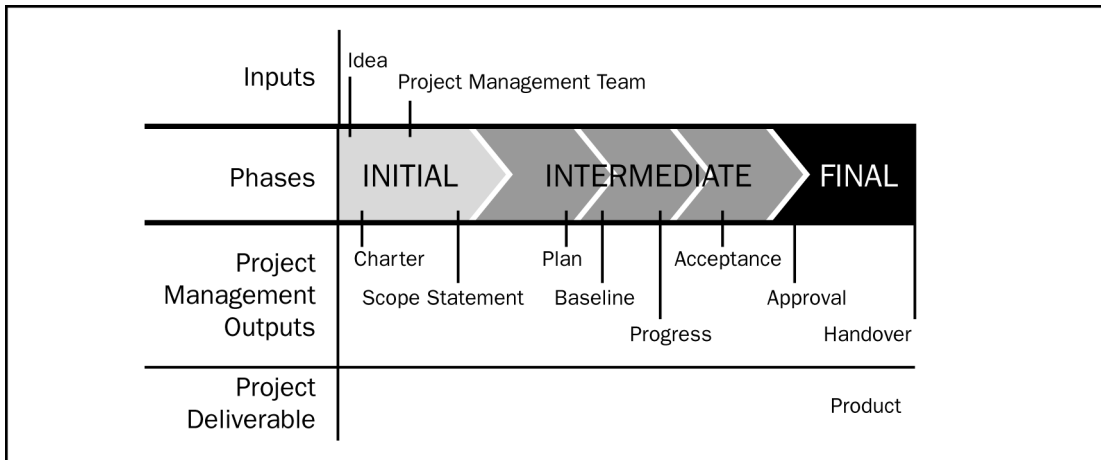 Inputs
Idea
Project Management Team
Phases
INITIAL
INTERMEDIATE
FINAL
Project
Management
Outputs
Charter
Scope Statement
Plan
Baseline
Progress
Acceptance
Approval
Handover
Project
Deliverable
Product